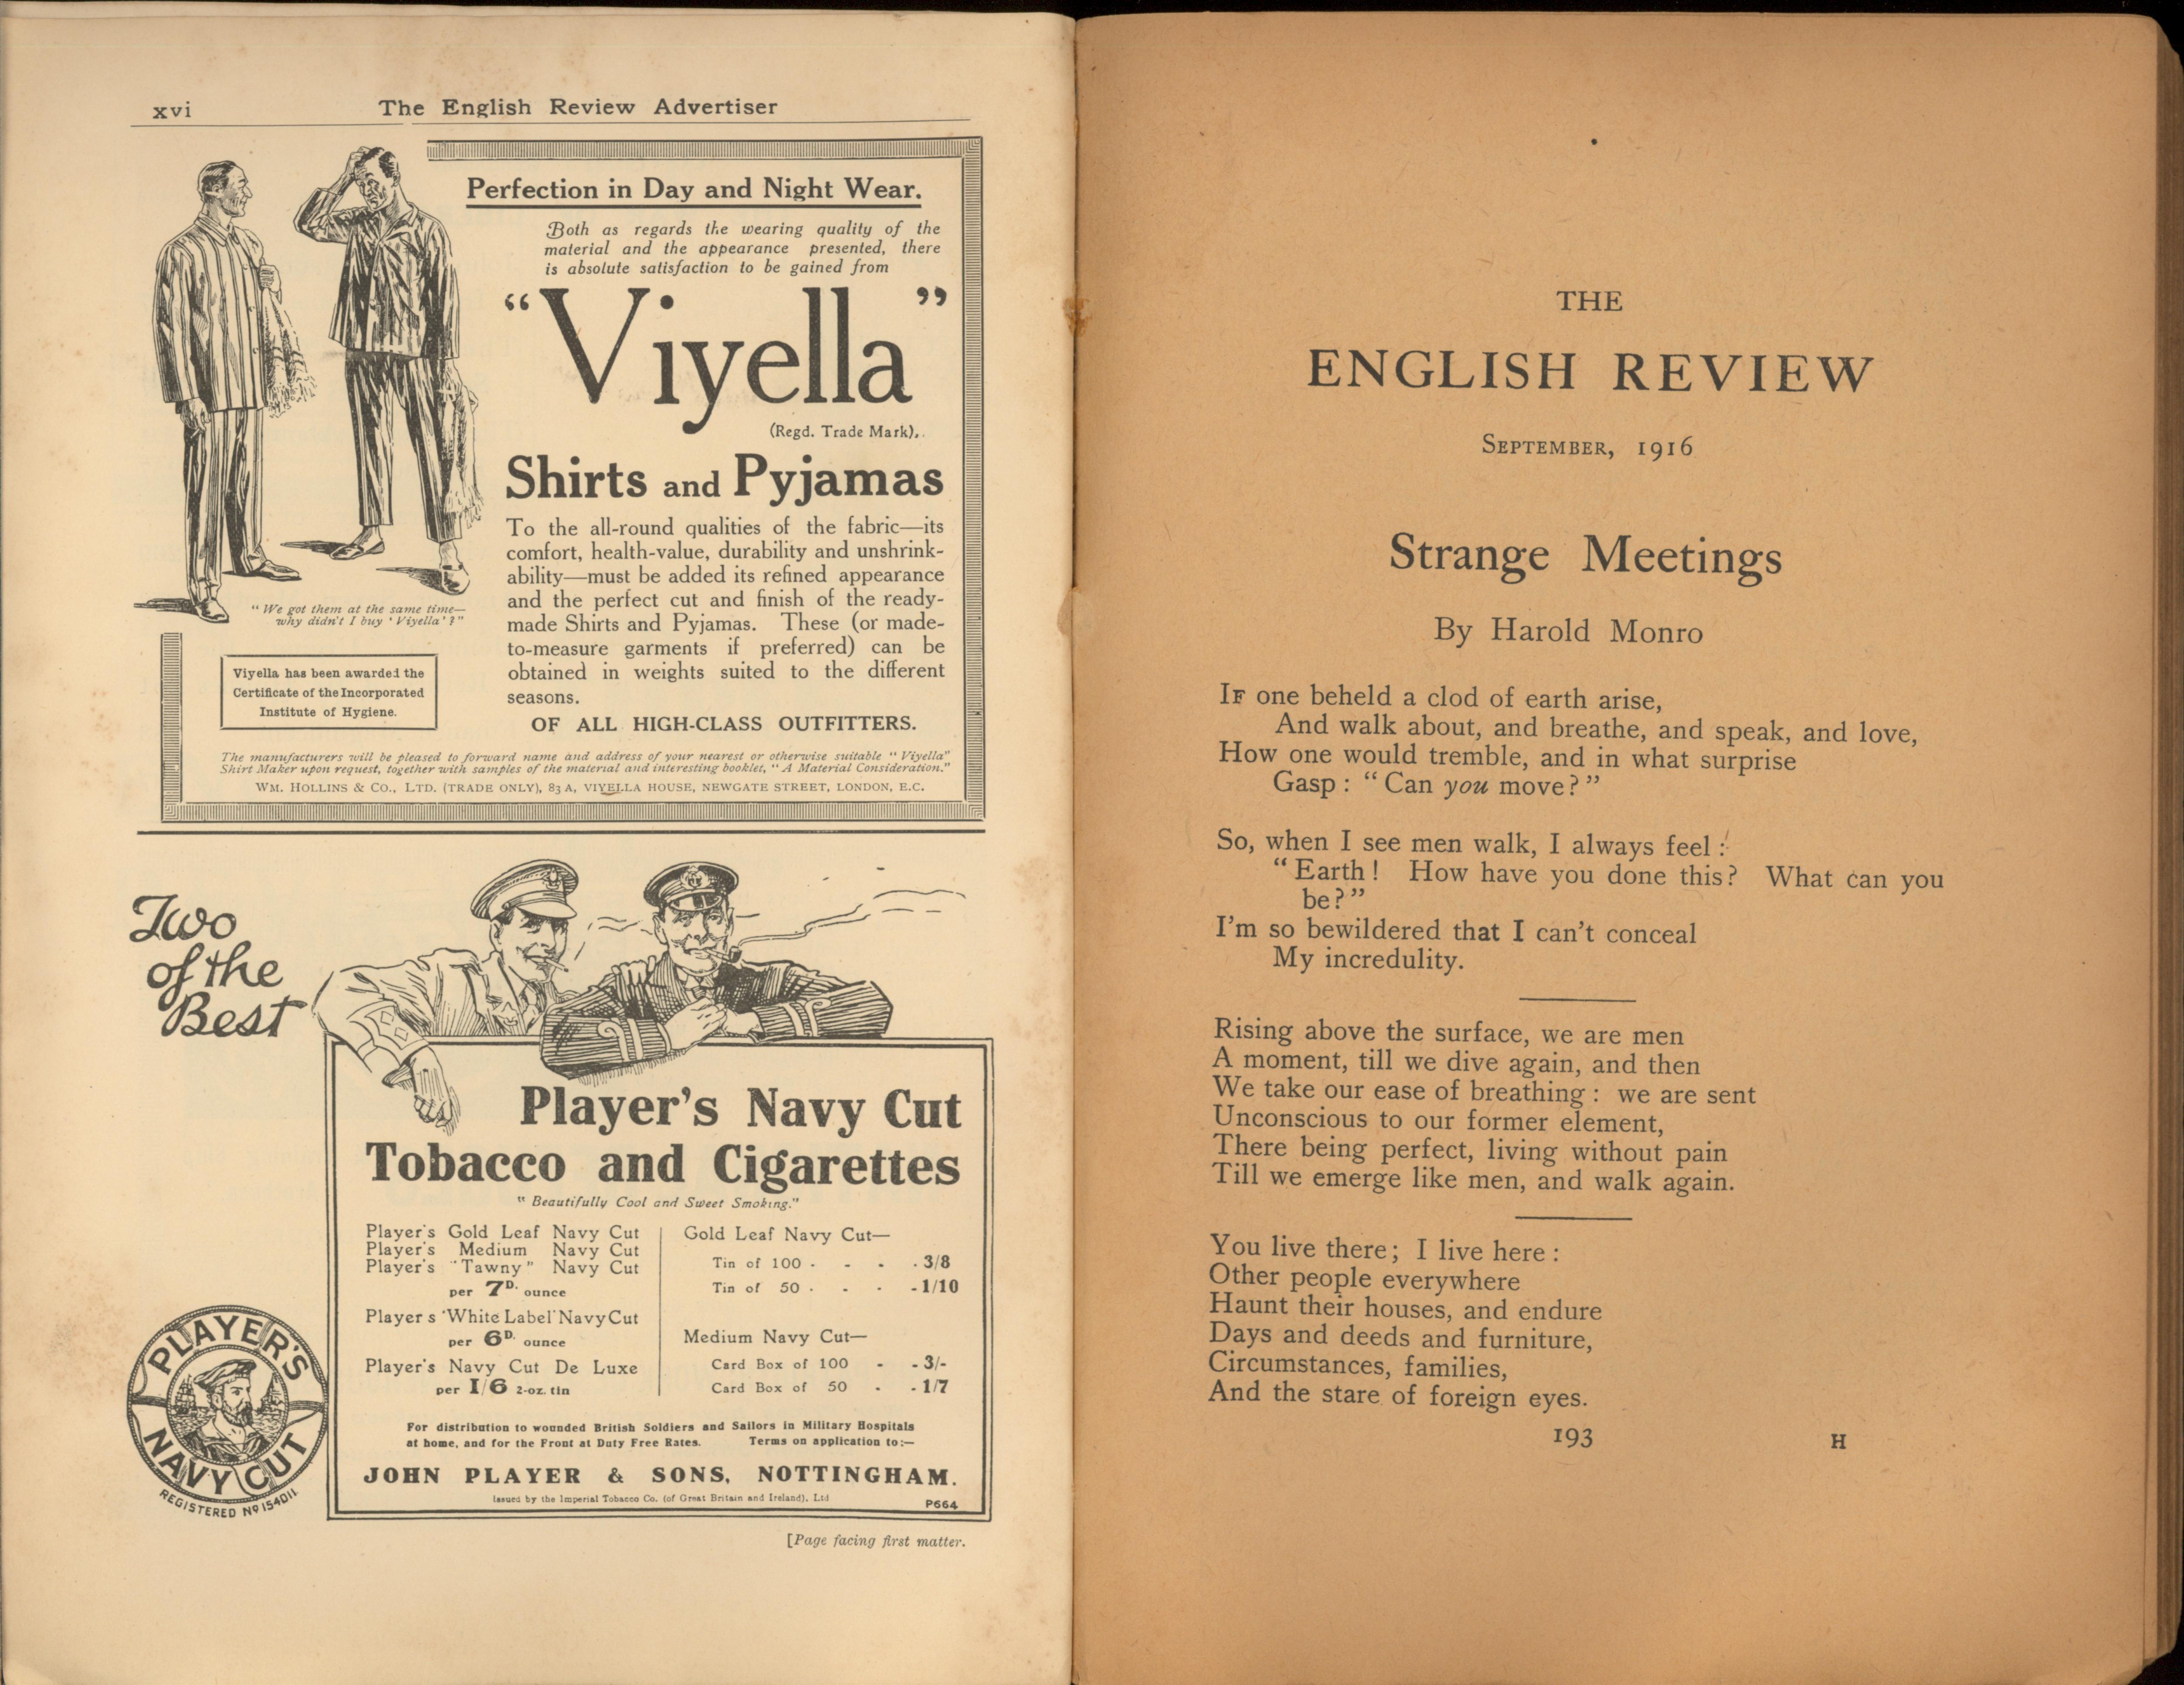 xvi
The English Review Advertiser
Perfection in Day and Night Wear.
Both as regards the wearing quality of the
material and the appearance presented, there
is absolute satisfaction to be gained from
“Viyella”
(Regd. Trade Mark).
Shirts and Pyjamas
To the all-round qualities of the fabric—its
comfort, health-value, durability and unshrink-
ability—must be added its refined appearance
and the perfect cut and finish of the ready-
made Shirts and Pyjamas. These (or made-
to-measure garments if preferred) can be
obtained in weights suited to the different
seasons.
OF ALL HIGH-CLASS OUTFITTERS.
“We got them at the same time—
why didn't I buy ‘Viyella’?”
Viyella has been awarded the
Certificate of the Incorporated
Institute of Hygiene.
The manufacturers will be pleased to forward name and address of your nearest or otherwise suitable “Viyella”
Shirt Maker upon request, together with samples of the material and interesting booklet, “A Material Consideration.”
WM. HOLLINS & CO., LTD. (TRADE ONLY), 83 A, VIYELLA HOUSE, NEWGATE STREET, LONDON, E.C.
Two
of the
Best
Player's Navy Cut
Tobacco and Cigarettes
“Beautifully Cool and Sweet Smoking.”
Player's Gold Leaf Navy Cut
Player's Medium Navy Cut
Player's “Tawny” Navy Cut
per 7D. ounce
Player s ‘White Label’ Navy Cut
per 6D. ounce
Player's Navy Cut De Luxe
per 1/6 2-oz. tin
Gold Leaf Navy Cut—
Tin of 100 - - - - 3/8
Tin of 50 - - - - 1/10
Medium Navy Cut—
Card Box of 100 - - 3/-
Card Box of 50 - - 1/7
For distribution to wounded British Soldiers and Sailors in Military Hospitals
at home, and for the Front at Duty Free Rates. Terms on application to:—
JOHN PLAYER & SONS, NOTTINGHAM.
Issued by the Imperial Tobacco Co. (of Great Britain and Ireland), Ltd
P664
PLAYER'S
NAVY CUT
REGISTERED No 154011
[Page facing first matter.
THE
ENGLISH REVIEW
SEPTEMBER, 1916
Strange Meetings
By Harold Monro
IF one beheld a clod of earth arise,
And walk about, and breathe, and speak, and love,
How one would tremble, and in what surprise
Gasp: “Can you move?”
So, when I see men walk, I always feel:
“Earth! How have you done this? What can you
be?”
I'm so bewildered that I can't conceal
My incredulity.
Rising above the surface, we are men
A moment, till we dive again, and then
We take our ease of breathing: we are sent
Unconscious to our former element,
There being perfect, living without pain
Till we emerge like men, and walk again.
You live there; I live here:
Other people everywhere
Haunt their houses, and endure
Days and deeds and furniture,
Circumstances, families,
And the stare of foreign eyes.
193
H